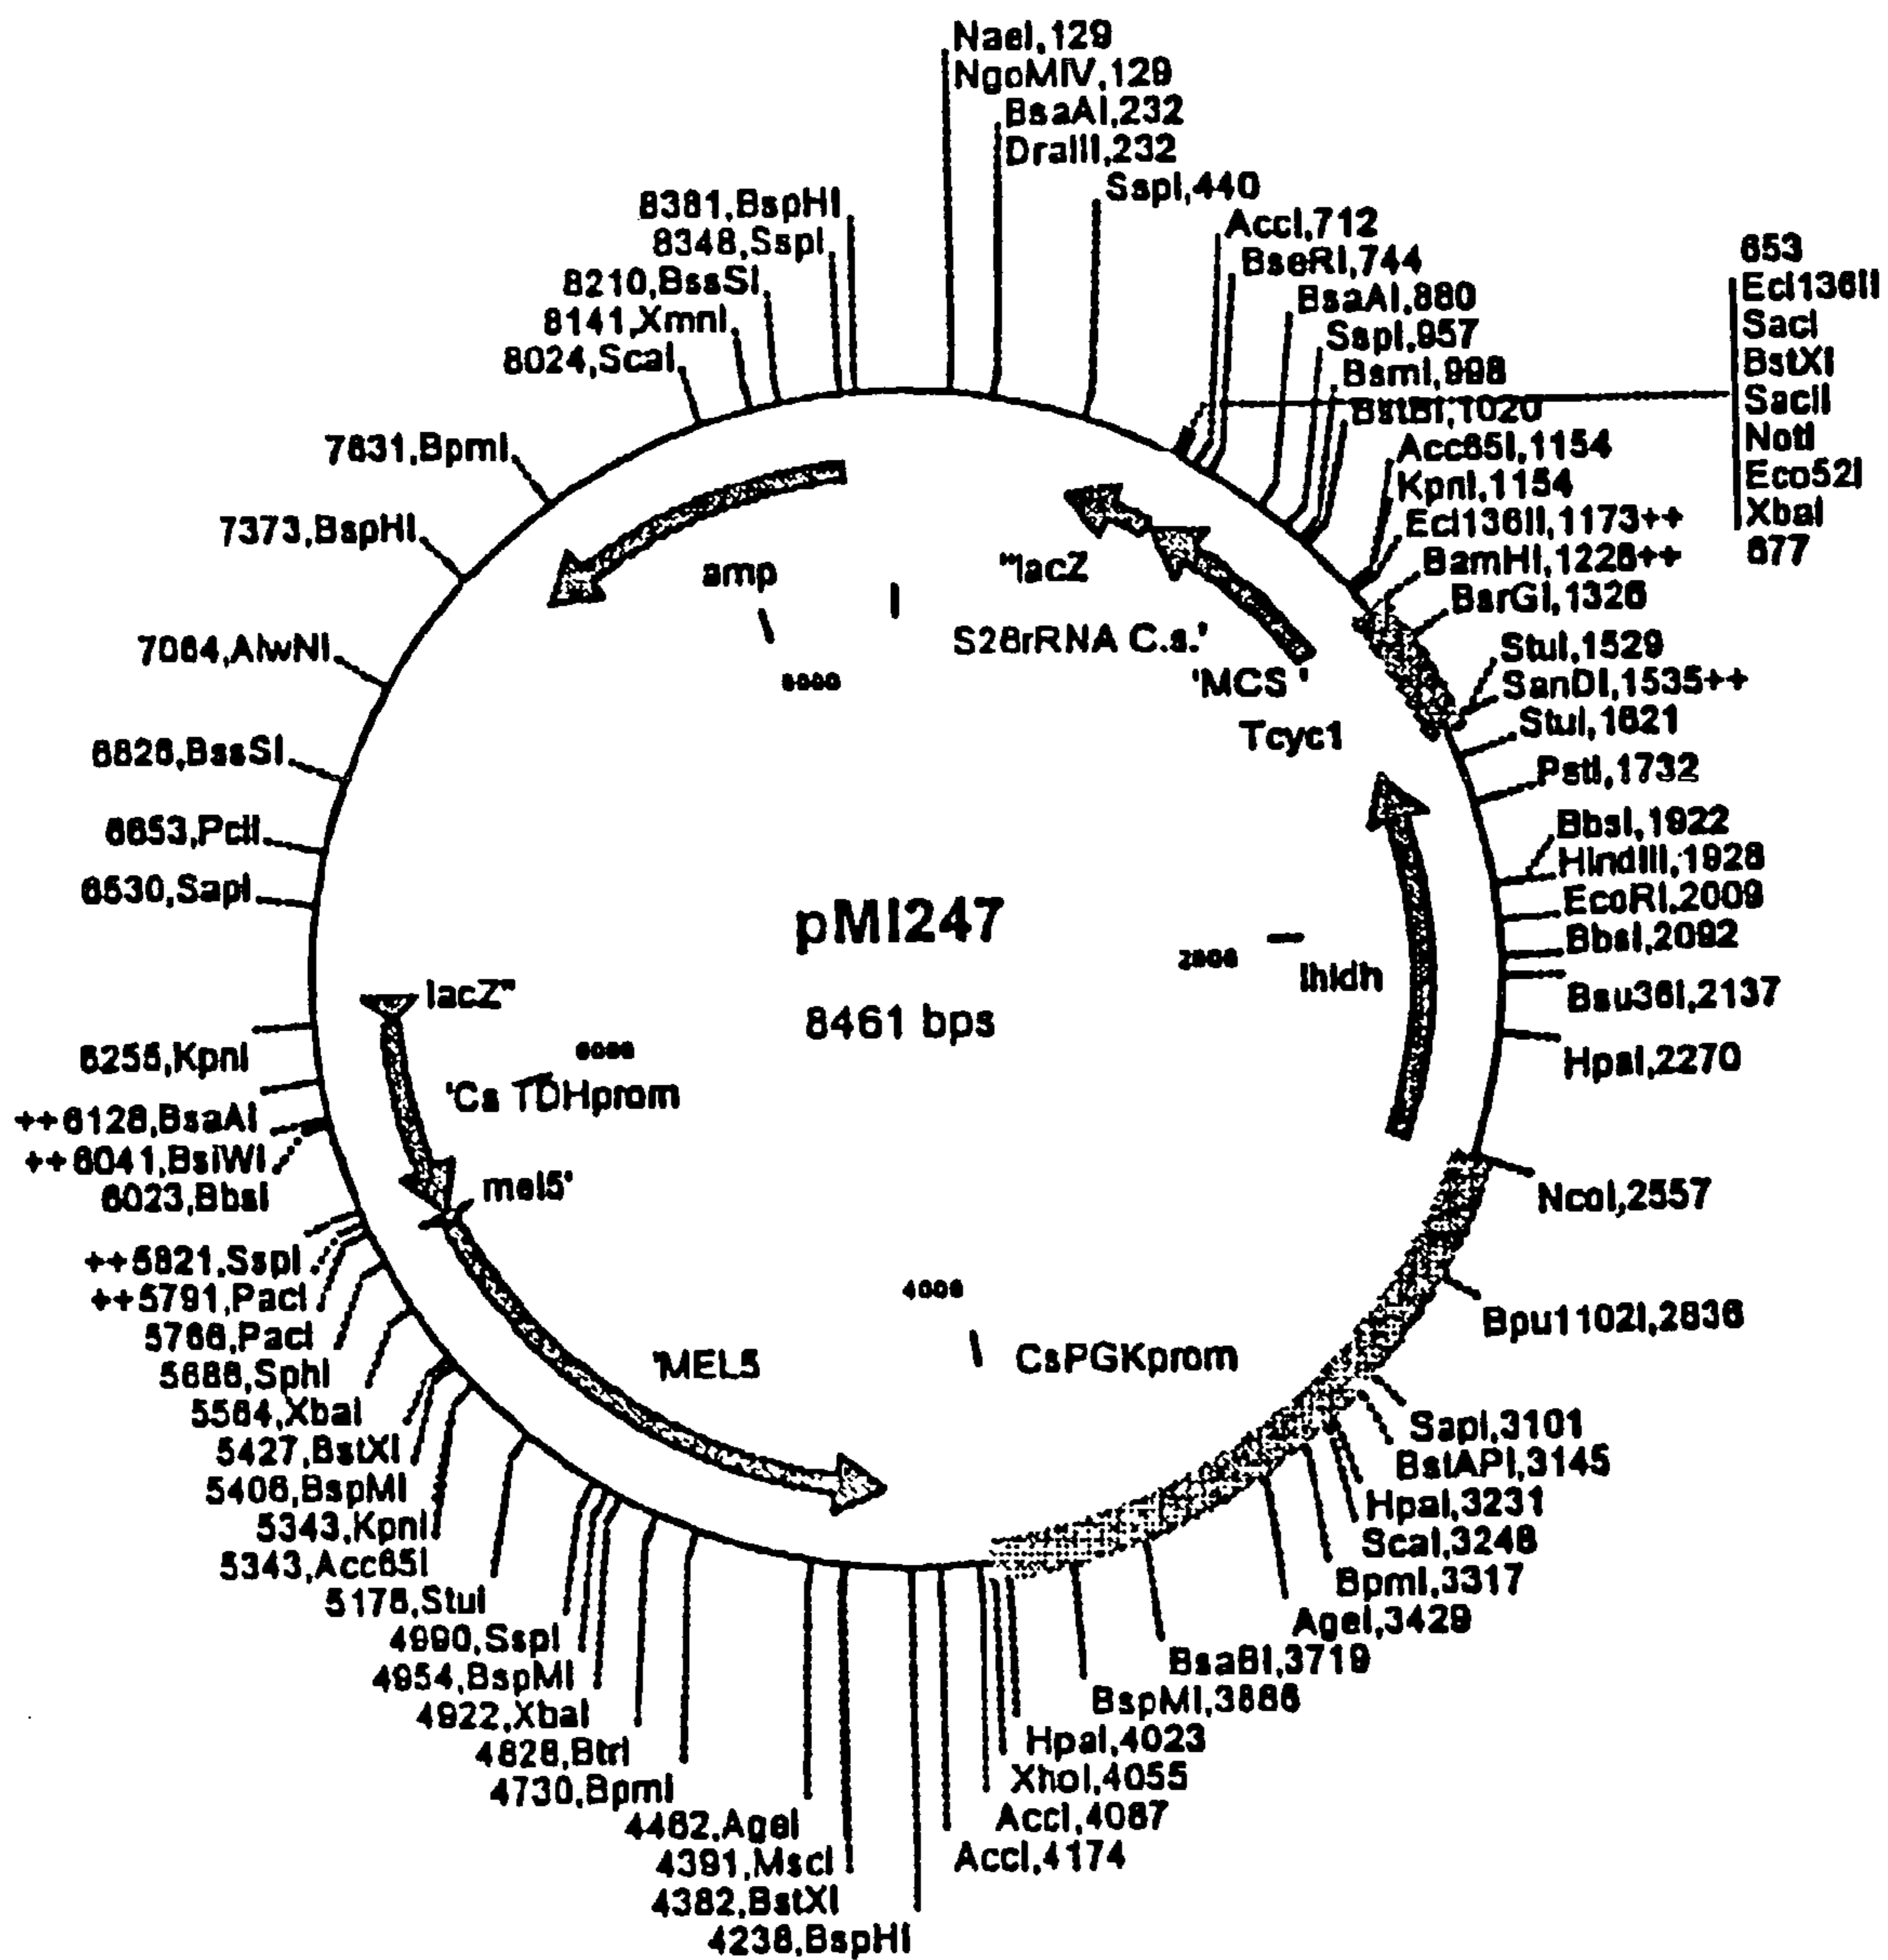 NaeI,129
NgoMIV,129
BsaAI,232
DraIII,232
SspI,440
AccI,712
BseRI,744
BsaAI,880
SspI,957
BsmI,998
BstBI,1020
Acc65I,1154
KpnI,1154
Ecl136II,1173++
BamHI,1226++
BsrGI,1326
StuI,1529
SanDI,1535++
StuI,1621
PstI,1732
BbsI,1922
HindIII,1928
EcoRI,2009
BbsI,2092
Bsu36I,2137
HpaI,2270
NcoI,2557
Bpu1102I,2836
SapI,3101
BstAPI,3145
HpaI,3231
ScaI,3248
BpmI,3317
AgeI,3429
BsaBI,3719
BspMI,3886
HpaI,4023
XhoI,4055
AccI,4087
AccI,4174
653
Ecl136II
SacI
BstXI
SacII
NotI
Eco52I
XbaI
677
8381,BspHI
8348,SspI
8210,BssSI
8141,XmnI
8024,ScaI
7631,BpmI
7373,BspHI
7064,AlwNI
6826,BssSI
6653,PciI
6530,SapI
6255,KpnI
++6128,BsaAI
++6041,BsiWI
6023,BbsI
++5821,SspI
++5791,PacI
5766,PacI
5686,SphI
5564,XbaI
5427,BstXI
5406,BspMI
5343,KpnI
5343,Acc65I
5176,StuI
4990,SspI
4954,BspMI
4922,XbaI
4828,BtrI
4730,BpmI
4462,AgeI
4391,MscI
4382,BstXI
4238,BspHI
amp
"lacZ
S28rRNA C.s.'
'MCS '
Tcyc1
pMI247
8461 bps
2000
lhldh
lacZ"
6000
'Cs TDHprom
mel5'
4000
'MEL5
CsPGKprom